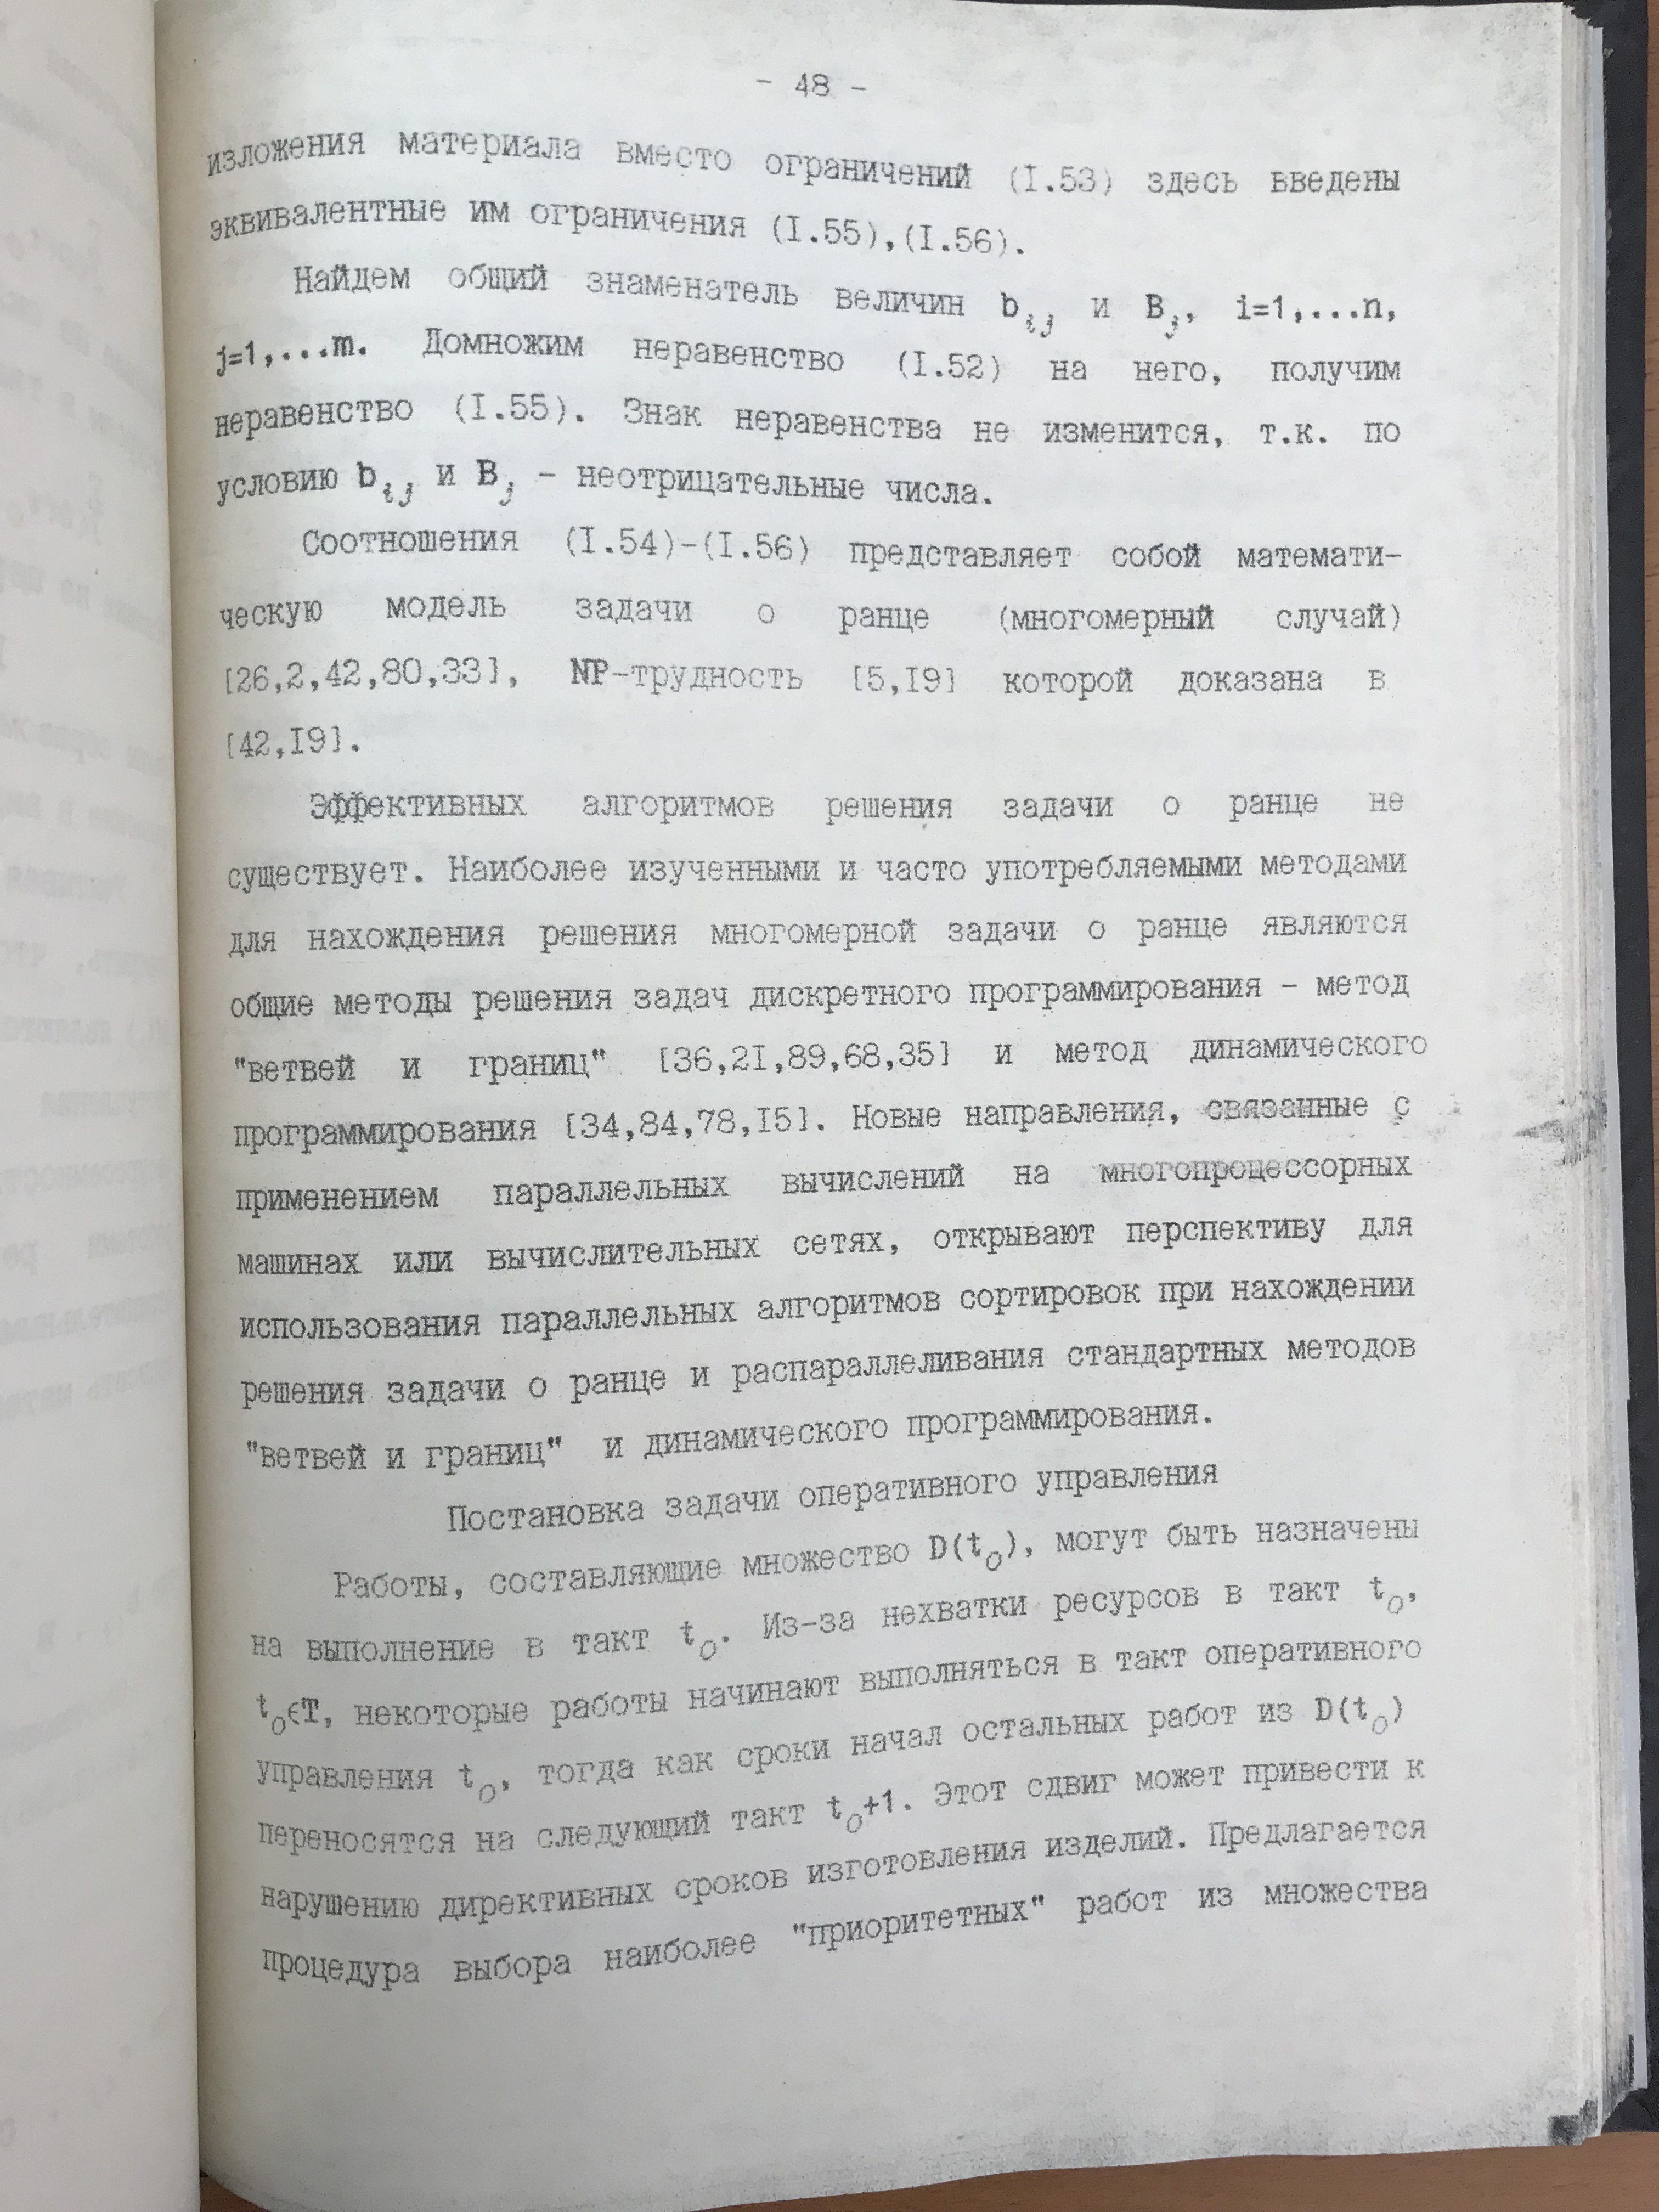 - 48 -
изложения материала вместо ограничений (I.53) здесь введены
эквивалентные им ограничения (I.55),(I.56).
Найдем общий знаменатель величин b_ij и B_j, i=1,...n,
j=1,...m. Домножим неравенство (I.52) на него, получим
неравенство (I.55). Знак неравенства не изменится, т.к. по
условию b_ij и B_j - неотрицательные числа.
Соотношения (I.54)-(I.56) представляет собой математи-
ческую модель задачи о ранце (многомерный случай)
[26,2,42,80,33], NP-трудность [5,I9] которой доказана в
[42,I9].
Эффективных алгоритмов решения задачи о ранце не
существует. Наиболее изученными и часто употребляемыми методами
для нахождения решения многомерной задачи о ранце являются
общие методы решения задач дискретного программирования - метод
"ветвей и границ" [36,2I,89,68,35] и метод динамического
программирования [34,84,78,I5]. Новые направления, связанные с
применением параллельных вычислений на многопроцессорных
машинах или вычислительных сетях, открывают перспективу для
использования параллельных алгоритмов сортировок при нахождении
решения задачи о ранце и распараллеливания стандартных методов
"ветвей и границ" и динамического программирования.
Постановка задачи оперативного управления
Работы, составляющие множество D(t_0), могут быть назначены
на выполнение в такт t_0. Из-за нехватки ресурсов в такт t_0,
t_0∈T, некоторые работы начинают выполняться в такт оперативного
управления t_0, тогда как сроки начал остальных работ из D(t_0)
переносятся на следующий такт t_0+1. Этот сдвиг может привести к
нарушению директивных сроков изготовления изделий. Предлагается
процедура выбора наиболее "приоритетных" работ из множества